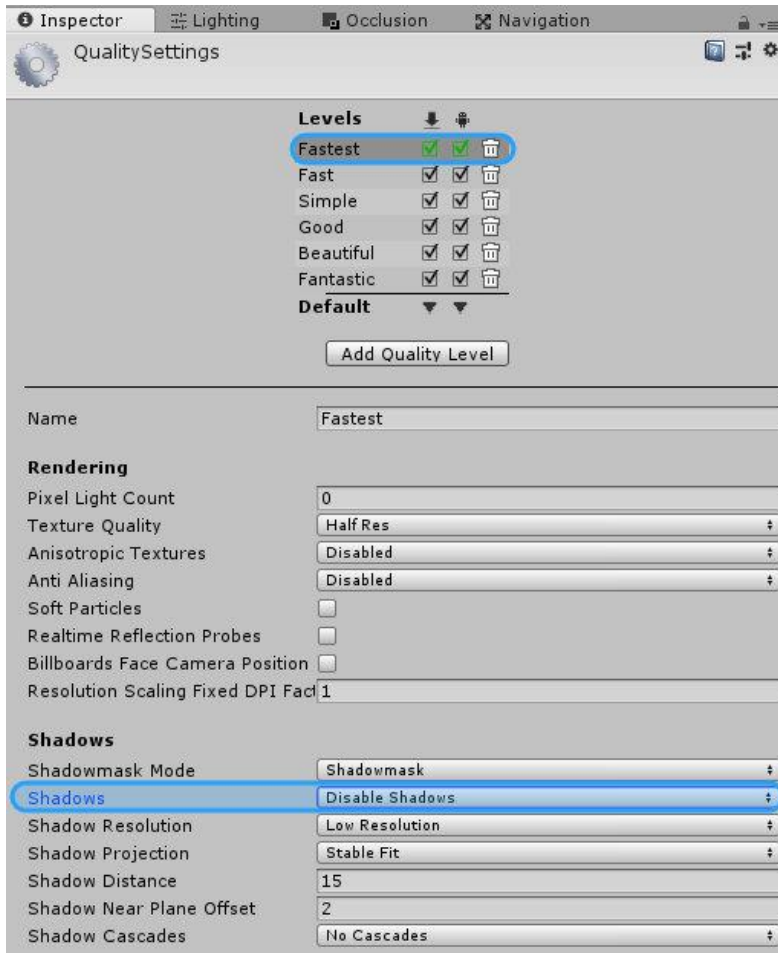 Inspector Lighting Occlusion Navigation
QualitySettings
Levels
Fastest
Fast
Simple
Good
Beautiful
Fantastic
Default
Add Quality Level
Name Fastest
Rendering
Pixel Light Count 0
Texture Quality Half Res
Anisotropic Textures Disabled
Anti Aliasing Disabled
Soft Particles
Realtime Reflection Probes
Billboards Face Camera Position
Resolution Scaling Fixed DPI Fact 1
Shadows
Shadowmask Mode Shadowmask
Shadows Disable Shadows
Shadow Resolution Low Resolution
Shadow Projection Stable Fit
Shadow Distance 15
Shadow Near Plane Offset 2
Shadow Cascades No Cascades